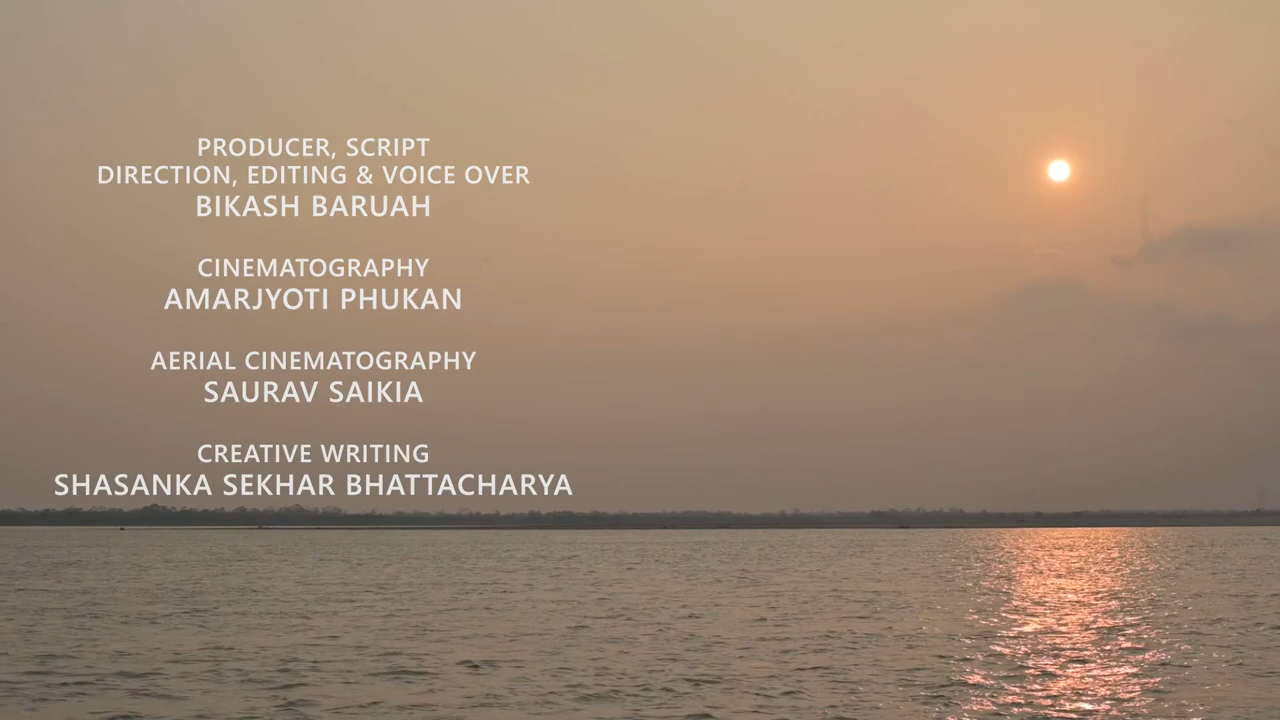 PRODUCER, SCRIPT
DIRECTION, EDITING & VOICE OVER
BIKASH BARUAH
CINEMATOGRAPHY
AMARJYOTI PHUKAN
AERIAL CINEMATOGRAPHY
SAURAV SAIKIA
CREATIVE WRITING
SHASANKA SEKHAR BHATTACHARYA